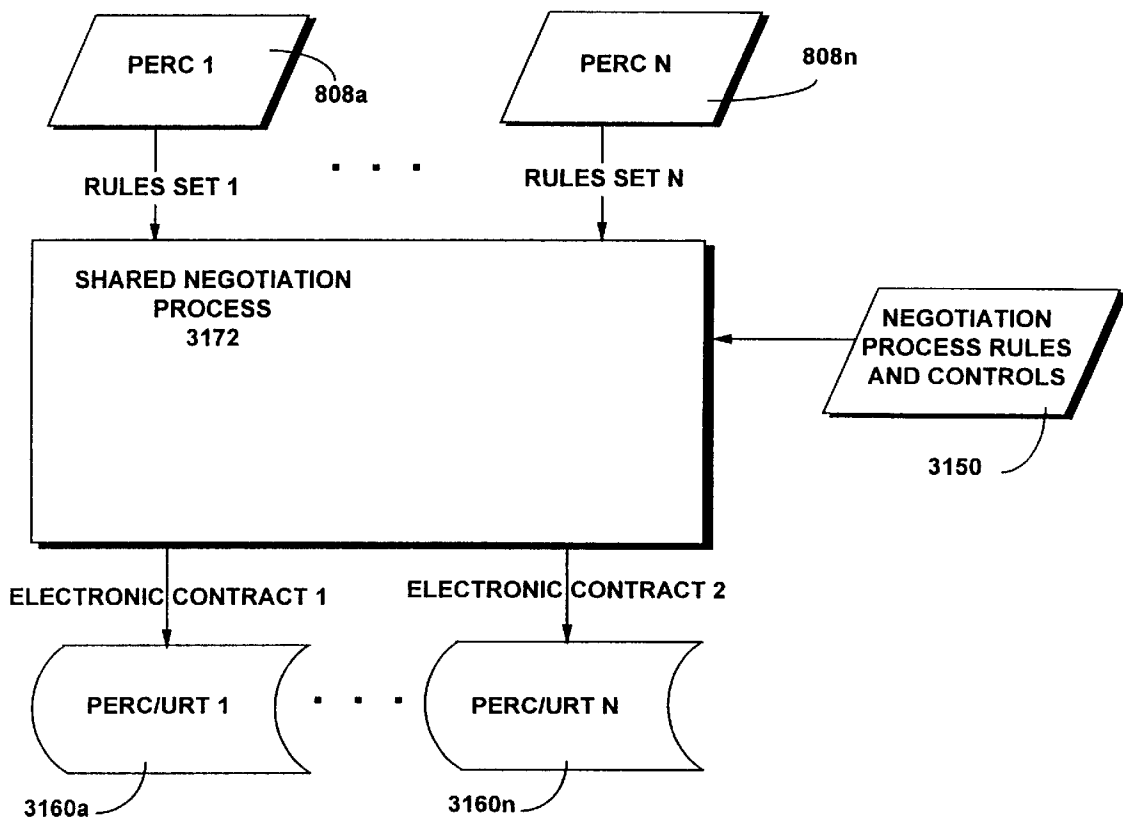 PERC 1
808a
PERC N
808n
RULES SET 1
RULES SET N
SHARED NEGOTIATION
PROCESS
3172
NEGOTIATION
PROCESS RULES
AND CONTROLS
3150
ELECTRONIC CONTRACT 1
ELECTRONIC CONTRACT 2
PERC/URT 1
PERC/URT N
3160a
3160n